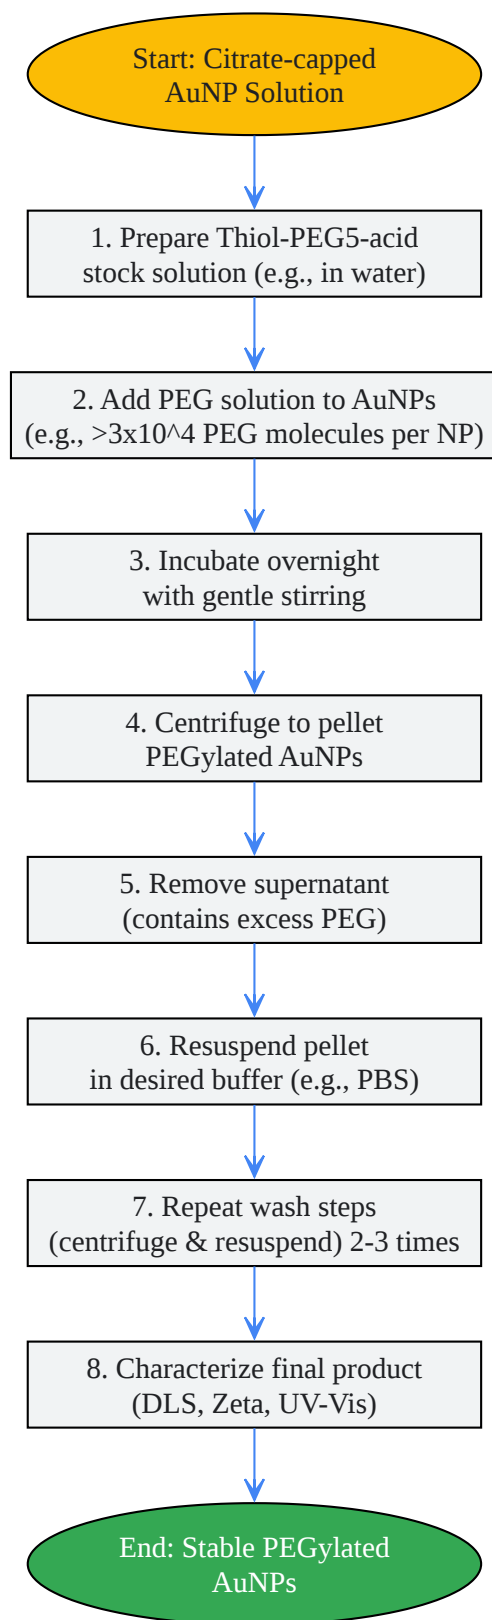 Start: Citrate-capped
AuNP Solution
1. Prepare Thiol-PEG5-acid
stock solution (e.g., in water)
2. Add PEG solution to AuNPs
(e.g., >3x10^4 PEG molecules per NP)
3. Incubate overnight
with gentle stirring
4. Centrifuge to pellet
PEGylated AuNPs
5. Remove supernatant
(contains excess PEG)
6. Resuspend pellet
in desired buffer (e.g., PBS)
7. Repeat wash steps
(centrifuge & resuspend) 2-3 times
8. Characterize final product
(DLS, Zeta, UV-Vis)
End: Stable PEGylated
AuNPs